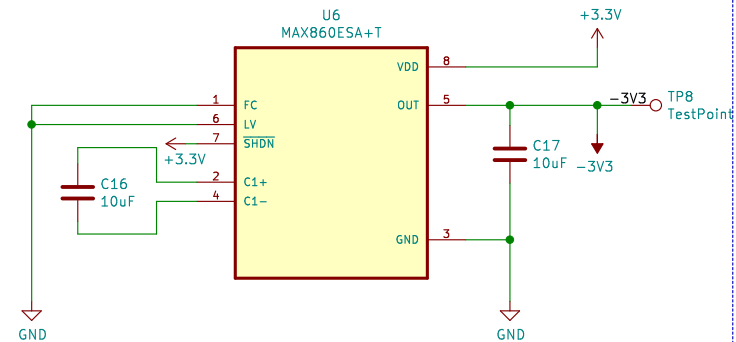 U6
MAX860ESA+T
+3.3V
VDD 8
1 FC
OUT 5
-3V3
TP8
TestPoint
6 LV
7 SHDN
+3.3V
C17
10uF
-3V3
2 C1+
C16
10uF
4 C1-
GND 3
GND
GND